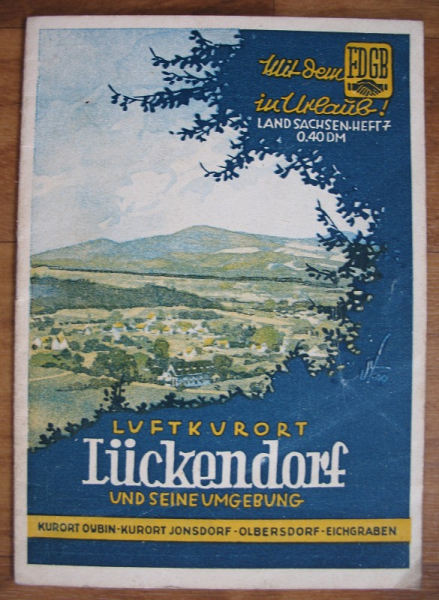 Mit dem FDGB
in Urlaub!
LAND SACHSEN-HEFT 7
0.40 DM
LUFTKURORT
Lückendorf
UND SEINE UMGEBUNG
KURORT OYBIN-KURORT JONSDORF-OLBERSDORF-EICHGRABEN